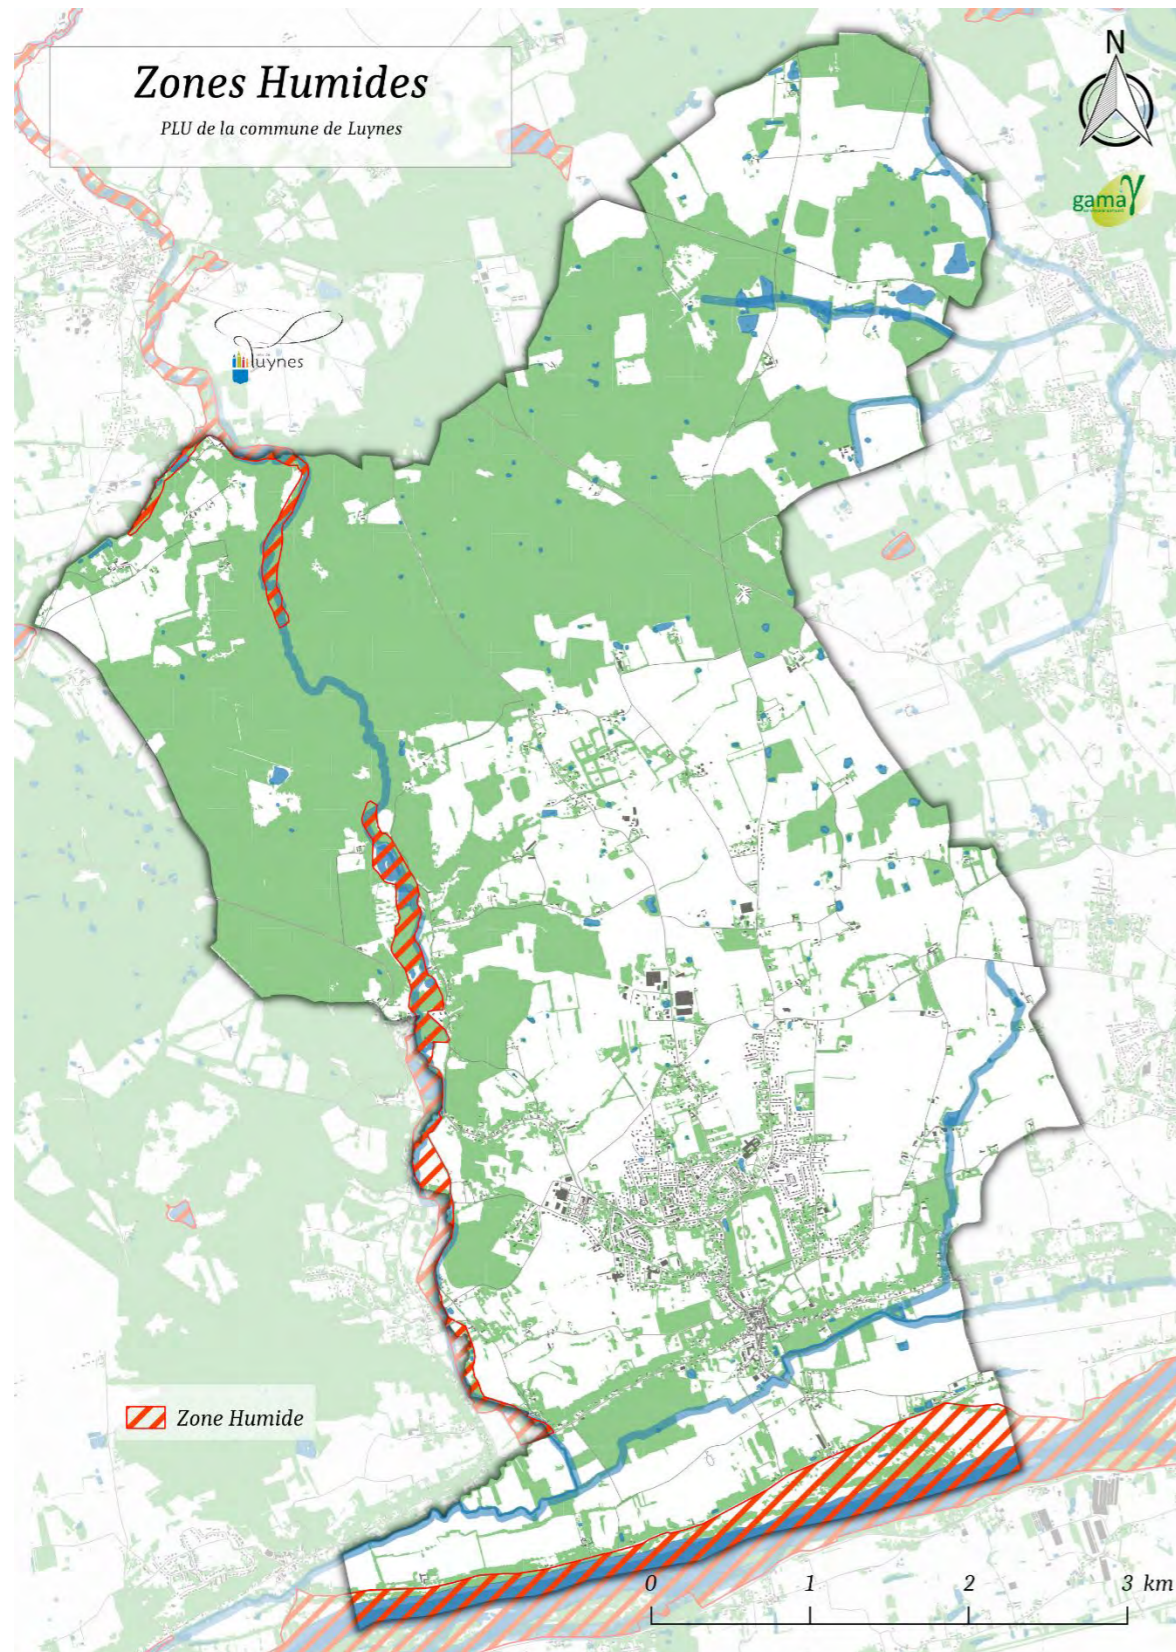 Zones Humides
PLU de la commune de Luynes
N
gama
luynes
Zone Humide
0 1 2 3 km